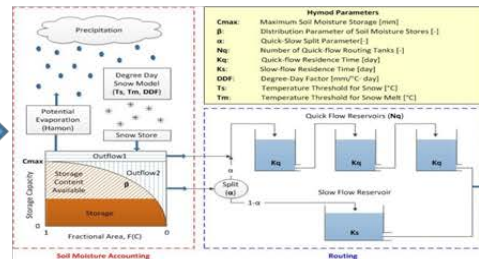 Precipitation
Degree Day
Snow Model
(Ts, Tm, DDF)
Potential
Evaporation
(Hamon)
Snow Store
Cmax
Outflow1
Outflow2
Storage
Content
Available
β
Storage
Storage Capacity
1
0
Fractional Area, F(C)
Soil Moisture Accounting
Hymod Parameters
Cmax: Maximum Soil Moisture Storage [mm]
β: Distribution Parameter of Soil Moisture Stores [-]
α: Quick-Slow Split Parameter[-]
Nq: Number of Quick-flow Routing Tanks [-]
Kq: Quick-flow Residence Time [day]
Ks: Slow-flow Residence Time [day]
DDF: Degree-Day Factor [mm/°C· day]
Ts: Temperature Threshold for Snow [°C]
Tm: Temperature Threshold for Snow Melt [°C]
Quick Flow Reservoirs (Nq)
Kq
Kq
Kq
α
Split
(α)
1-α
Slow Flow Reservoir
Ks
Routing